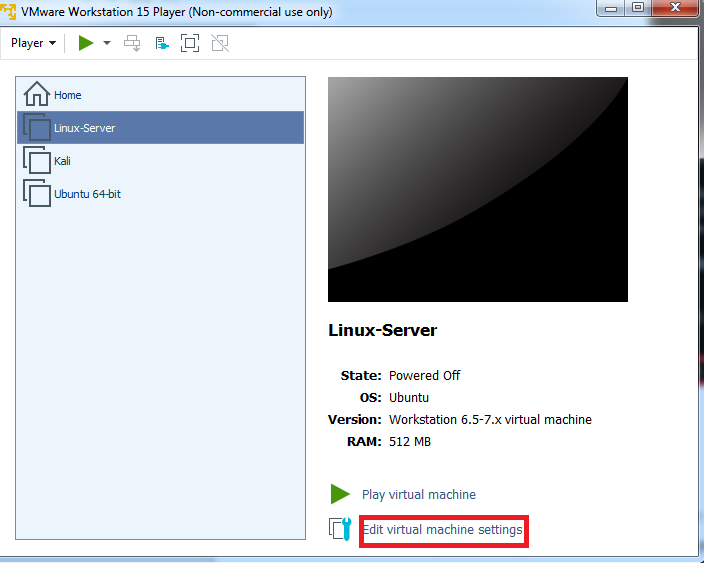 VMware Workstation 15 Player (Non-commercial use only)
Player
Home
Linux-Server
Kali
Ubuntu 64-bit
Linux-Server
State: Powered Off
OS: Ubuntu
Version: Workstation 6.5-7.x virtual machine
RAM: 512 MB
Play virtual machine
Edit virtual machine settings